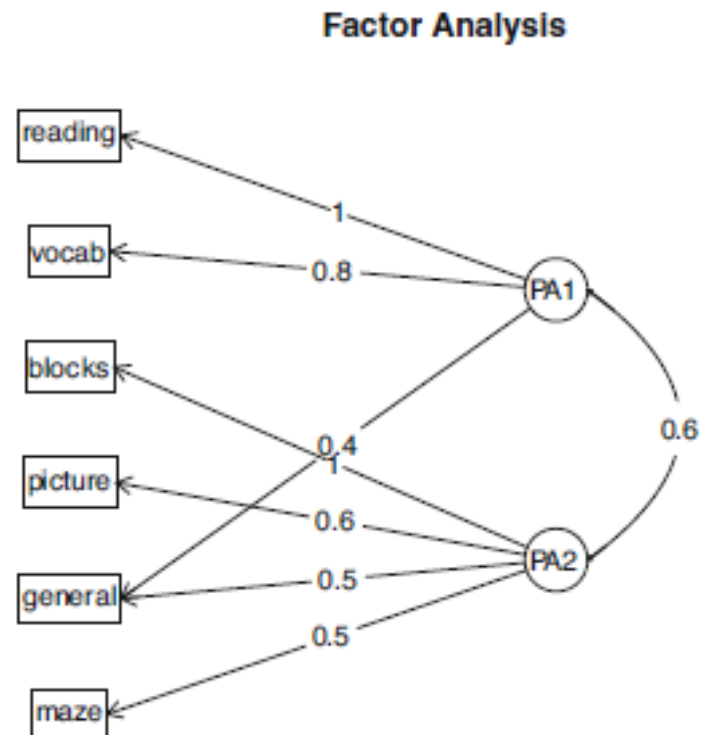 Factor Analysis
reading
1
vocab
0.8
PA1
blocks
0.4
0.6
1
picture
0.6
PA2
general
0.5
0.5
maze